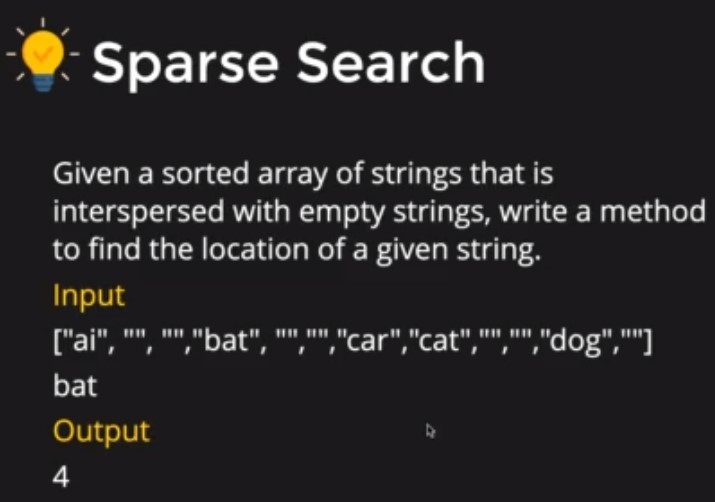 Sparse Search
Given a sorted array of strings that is
interspersed with empty strings, write a method
to find the location of a given string.
Input
["ai", "", "","bat", "","","car","cat","","","dog",""]
bat
Output
4